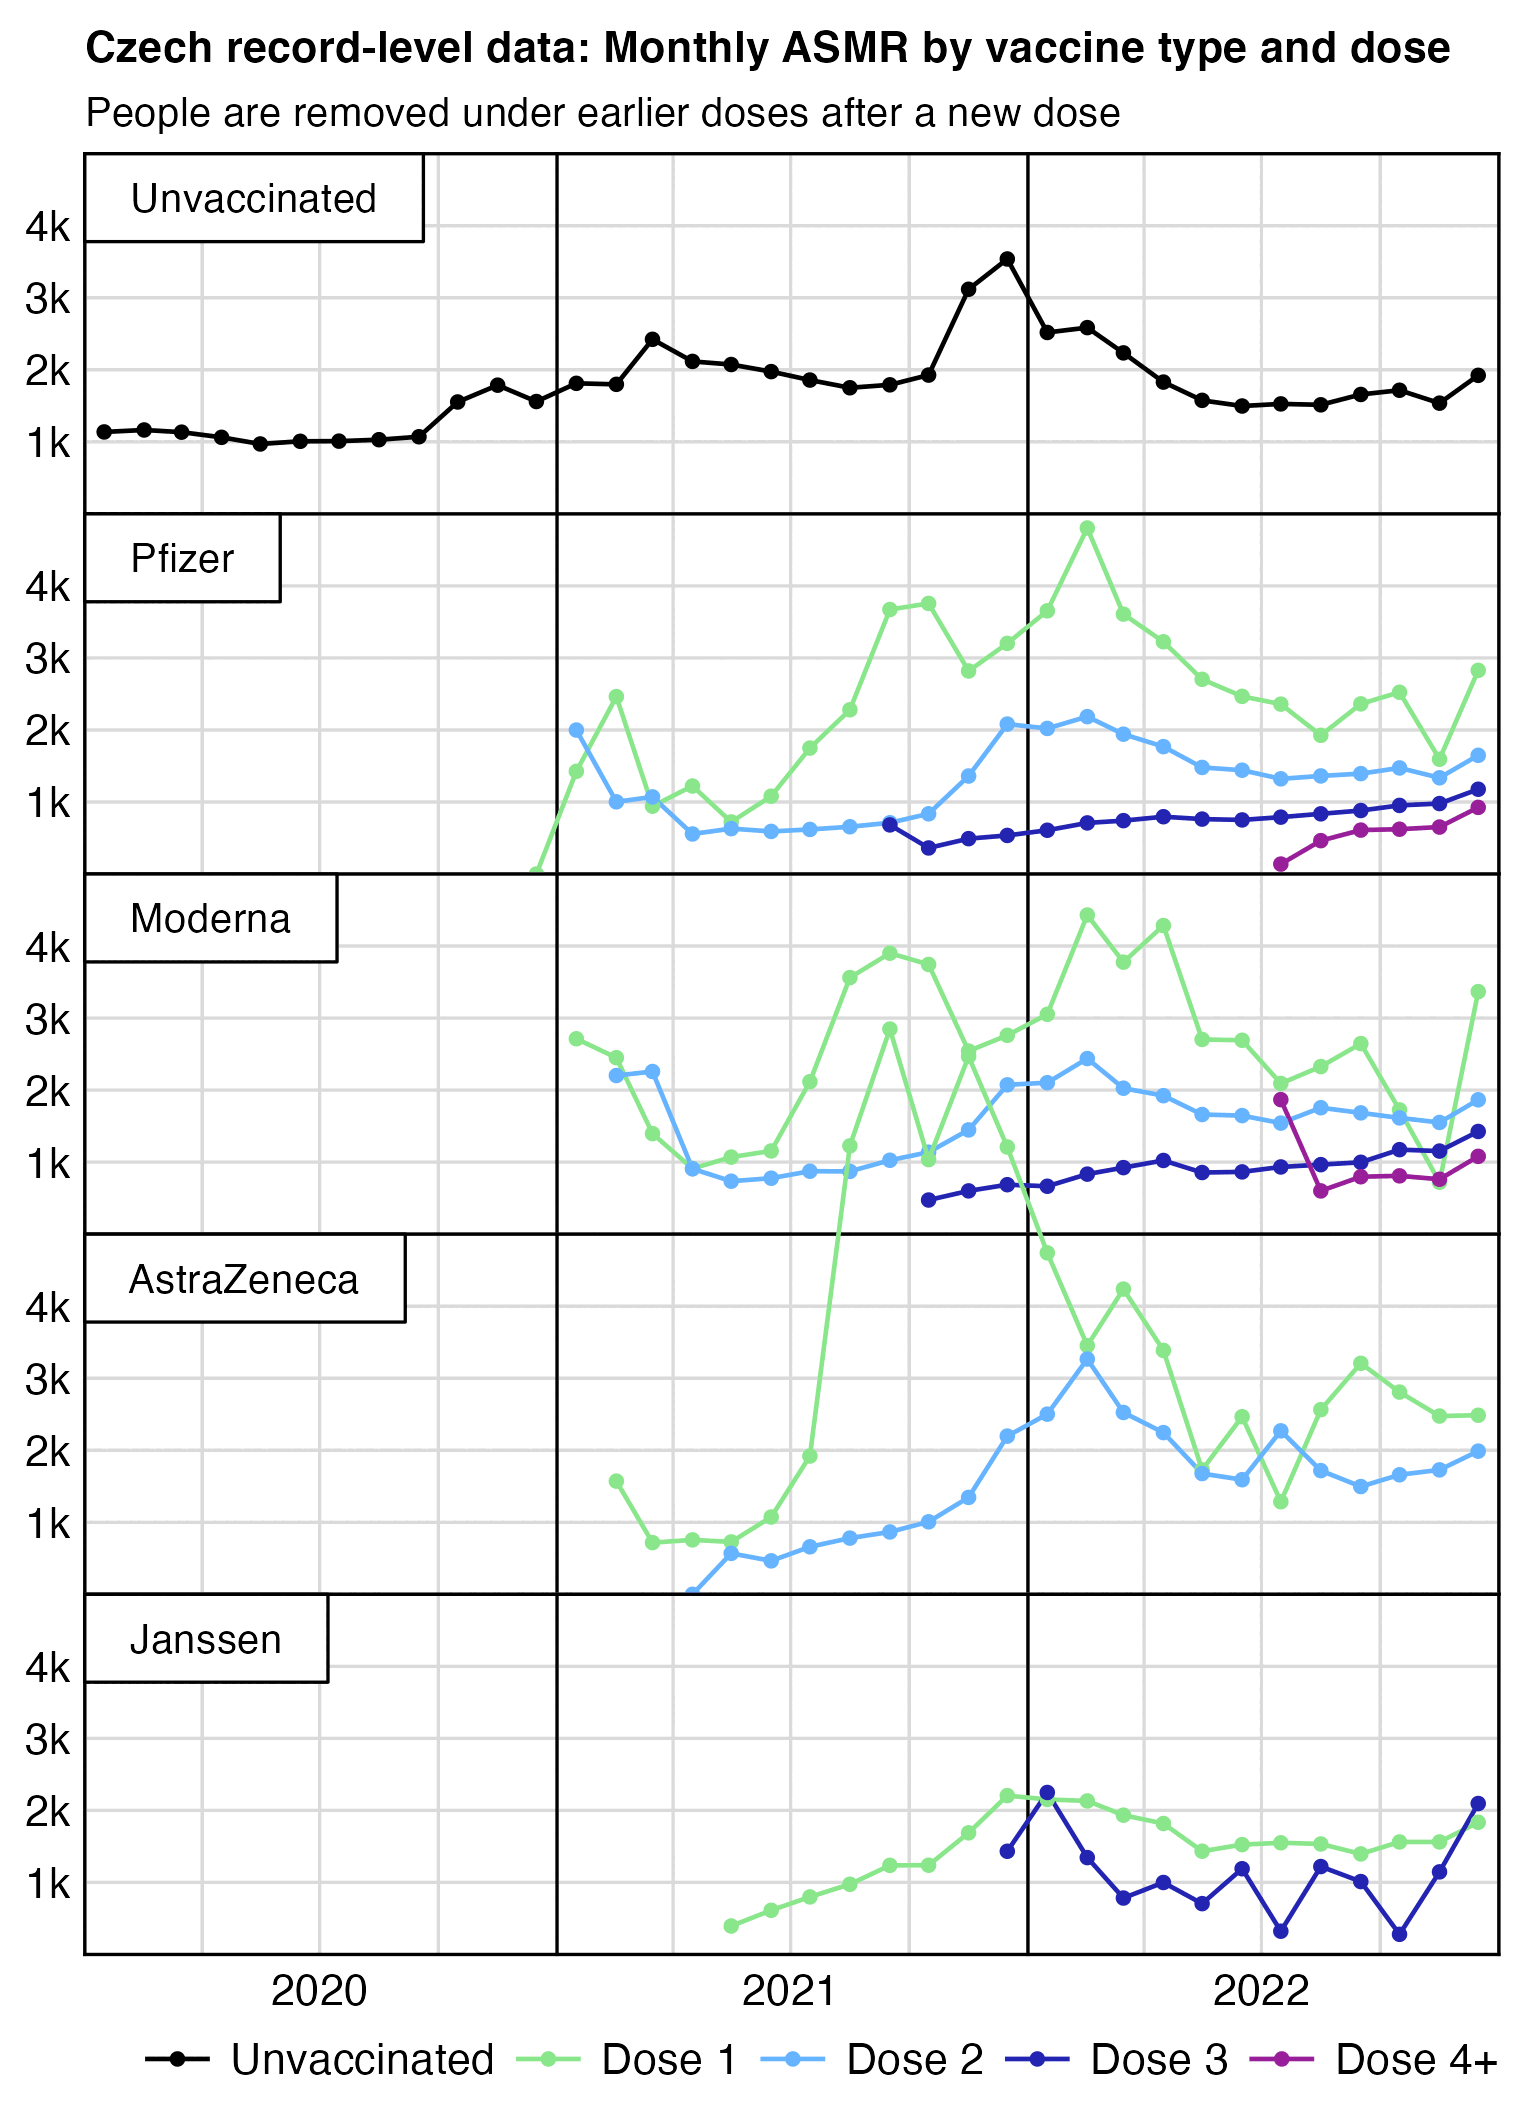 Czech record-level data: Monthly ASMR by vaccine type and dose
People are removed under earlier doses after a new dose
Unvaccinated
4k
3k
2k
1k
Pfizer
4k
3k
2k
1k
Moderna
4k
3k
2k
1k
AstraZeneca
4k
3k
2k
1k
Janssen
4k
3k
2k
1k
2020 2021 2022
Unvaccinated Dose 1 Dose 2 Dose 3 Dose 4+